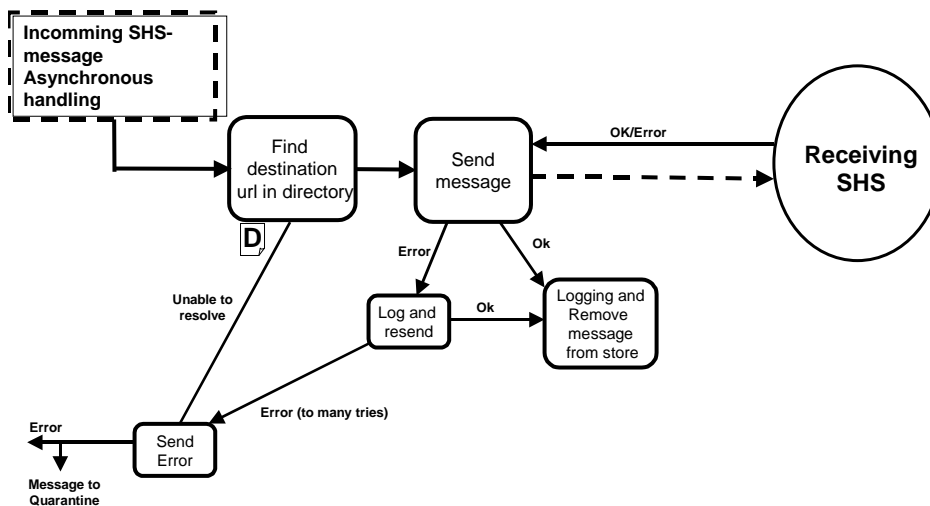 Incomming SHS-
message
Asynchronous
handling
Find
destination
url in directory
D
Send
message
OK/Error
Receiving
SHS
Error
Ok
Unable to
resolve
Log and
resend
Ok
Logging and
Remove
message
from store
Error (to many tries)
Send
Error
Error
Message to
Quarantine